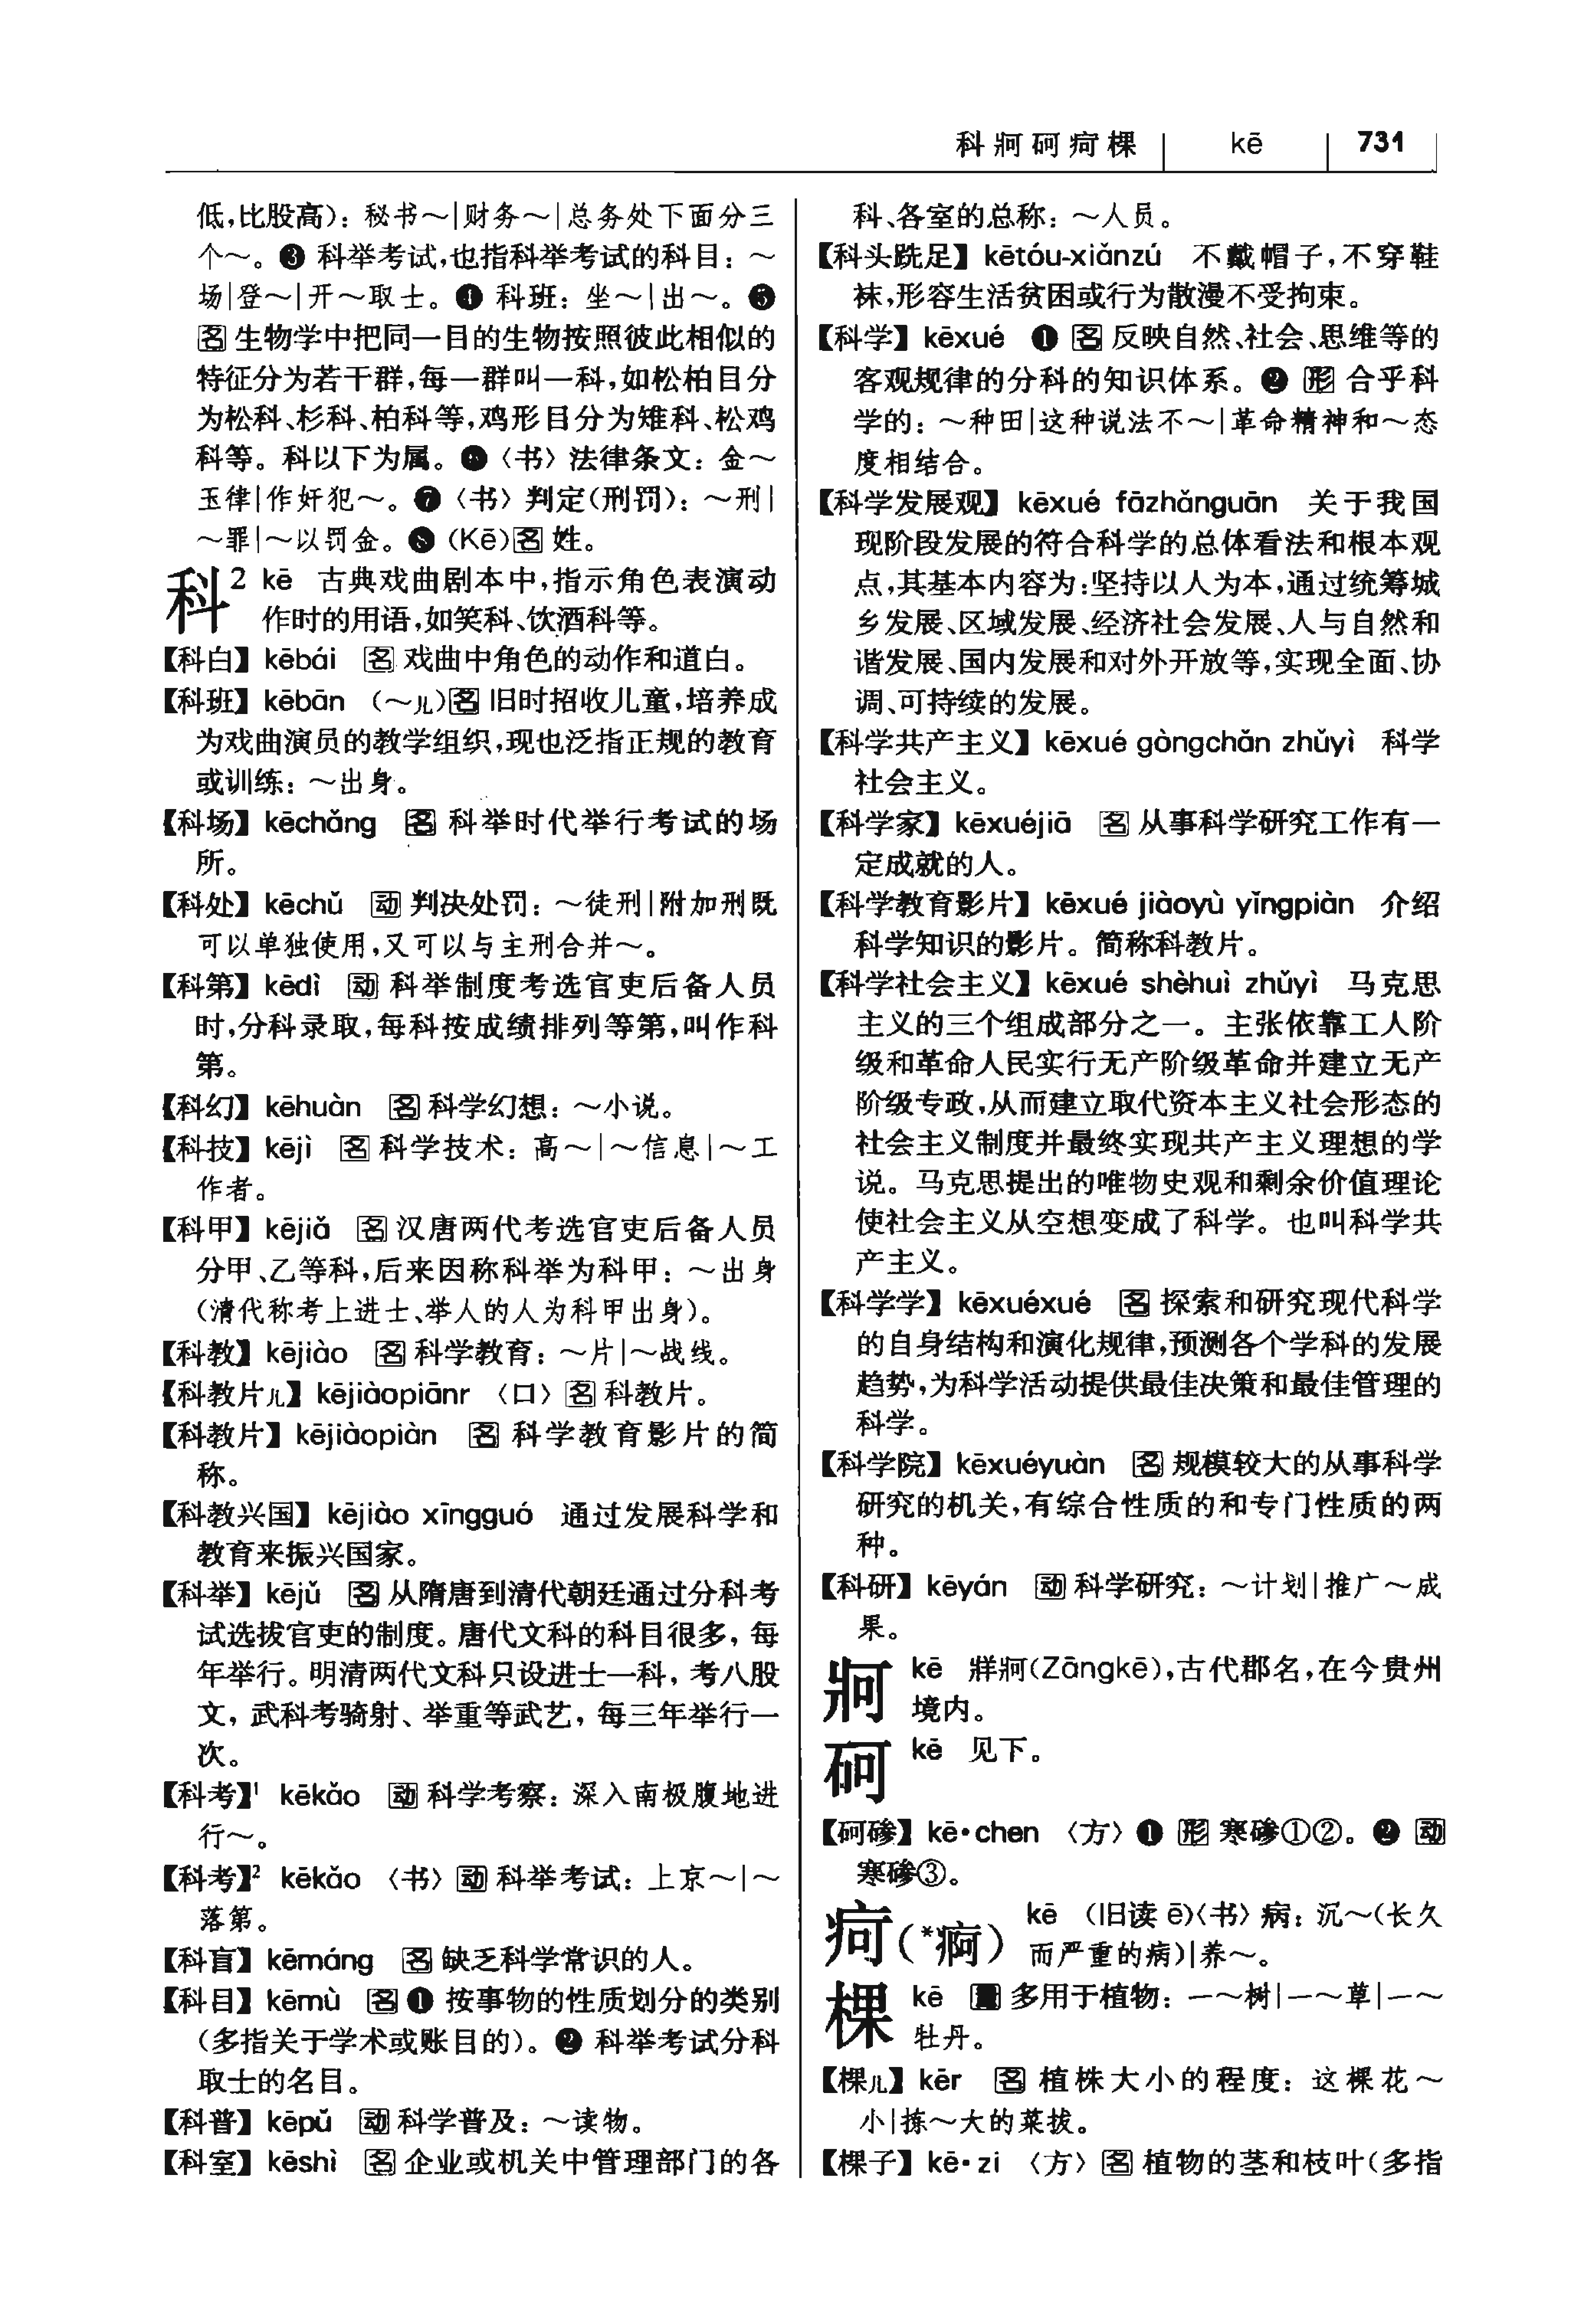 科牁砢疴棵 kē 731
低,比股高):秘书～|财务～|总务处下面分三
个～。❸ 科举考试,也指科举考试的科目:～
场|登～|开～取士。❹ 科班:坐～|出～。❺
名 生物学中把同一目的生物按照彼此相似的
特征分为若干群,每一群叫一科,如松柏目分
为松科、杉科、柏科等,鸡形目分为雉科、松鸡
科等。科以下为属。❻〈书〉法律条文:金～
玉律|作奸犯～。❼〈书〉判定(刑罚):～刑|
～罪|～以罚金。❽ (Kē)名 姓。
科2 kē 古典戏曲剧本中,指示角色表演动
作时的用语,如笑科、饮酒科等。
【科白】kēbái 名 戏曲中角色的动作和道白。
【科班】kēbān (～儿)名 旧时招收儿童,培养成
为戏曲演员的教学组织,现也泛指正规的教育
或训练:～出身。
【科场】kēchǎng 名 科举时代举行考试的场
所。
【科处】kēchǔ 动 判决处罚:～徒刑|附加刑既
可以单独使用,又可以与主刑合并～。
【科第】kēdì 动 科举制度考选官吏后备人员
时,分科录取,每科按成绩排列等第,叫作科
第。
【科幻】kēhuàn 名 科学幻想:～小说。
【科技】kējì 名 科学技术:高～|～信息|～工
作者。
【科甲】kējiǎ 名 汉唐两代考选官吏后备人员
分甲、乙等科,后来因称科举为科甲:～出身
(清代称考上进士、举人的人为科甲出身)。
【科教】kējiào 名 科学教育:～片|～战线。
【科教片儿】kējiàopiānr 〈口〉名 科教片。
【科教片】kējiàopiàn 名 科学教育影片的简
称。
【科教兴国】kējiào xīngguó 通过发展科学和
教育来振兴国家。
【科举】kējǔ 名 从隋唐到清代朝廷通过分科考
试选拔官吏的制度。唐代文科的科目很多,每
年举行。明清两代文科只设进士一科,考八股
文,武科考骑射、举重等武艺,每三年举行一
次。
【科考】1 kēkǎo 动 科学考察:深入南极腹地进
行～。
【科考】2 kēkǎo 〈书〉动 科举考试:上京～|～
落第。
【科盲】kēmáng 名 缺乏科学常识的人。
【科目】kēmù 名 ❶ 按事物的性质划分的类别
(多指关于学术或账目的)。❷ 科举考试分科
取士的名目。
【科普】kēpǔ 动 科学普及:～读物。
【科室】kēshì 名 企业或机关中管理部门的各
科、各室的总称:～人员。
【科头跣足】kētóu-xiǎnzú 不戴帽子,不穿鞋
袜,形容生活贫困或行为散漫不受拘束。
【科学】kēxué ❶ 名 反映自然、社会、思维等的
客观规律的分科的知识体系。❷ 形 合乎科
学的:～种田|这种说法不～|革命精神和～态
度相结合。
【科学发展观】kēxué fāzhǎnguān 关于我国
现阶段发展的符合科学的总体看法和根本观
点,其基本内容为:坚持以人为本,通过统筹城
乡发展、区域发展、经济社会发展、人与自然和
谐发展、国内发展和对外开放等,实现全面、协
调、可持续的发展。
【科学共产主义】kēxué gòngchǎn zhǔyì 科学
社会主义。
【科学家】kēxuéjiā 名 从事科学研究工作有一
定成就的人。
【科学教育影片】kēxué jiàoyù yǐngpiàn 介绍
科学知识的影片。简称科教片。
【科学社会主义】kēxué shèhuì zhǔyì 马克思
主义的三个组成部分之一。主张依靠工人阶
级和革命人民实行无产阶级革命并建立无产
阶级专政,从而建立取代资本主义社会形态的
社会主义制度并最终实现共产主义理想的学
说。马克思提出的唯物史观和剩余价值理论
使社会主义从空想变成了科学。也叫科学共
产主义。
【科学学】kēxuéxué 名 探索和研究现代科学
的自身结构和演化规律,预测各个学科的发展
趋势,为科学活动提供最佳决策和最佳管理的
科学。
【科学院】kēxuéyuàn 名 规模较大的从事科学
研究的机关,有综合性质的和专门性质的两
种。
【科研】kēyán 动 科学研究:～计划|推广～成
果。
牁 kē 牂牁(Zāngkē),古代郡名,在今贵州
境内。
砢 kē 见下。
【砢碜】kē•chen 〈方〉❶ 形 寒碜①②。❷ 动
寒碜③。
疴(*痾) kē (旧读 ē)〈书〉病:沉～(长久
而严重的病)|养～。
棵 kē 量 多用于植物:一～树|一～草|一～
牡丹。
【棵儿】kēr 名 植株大小的程度:这棵花～
小|拣～大的菜拔。
【棵子】kē•zi 〈方〉名 植物的茎和枝叶(多指